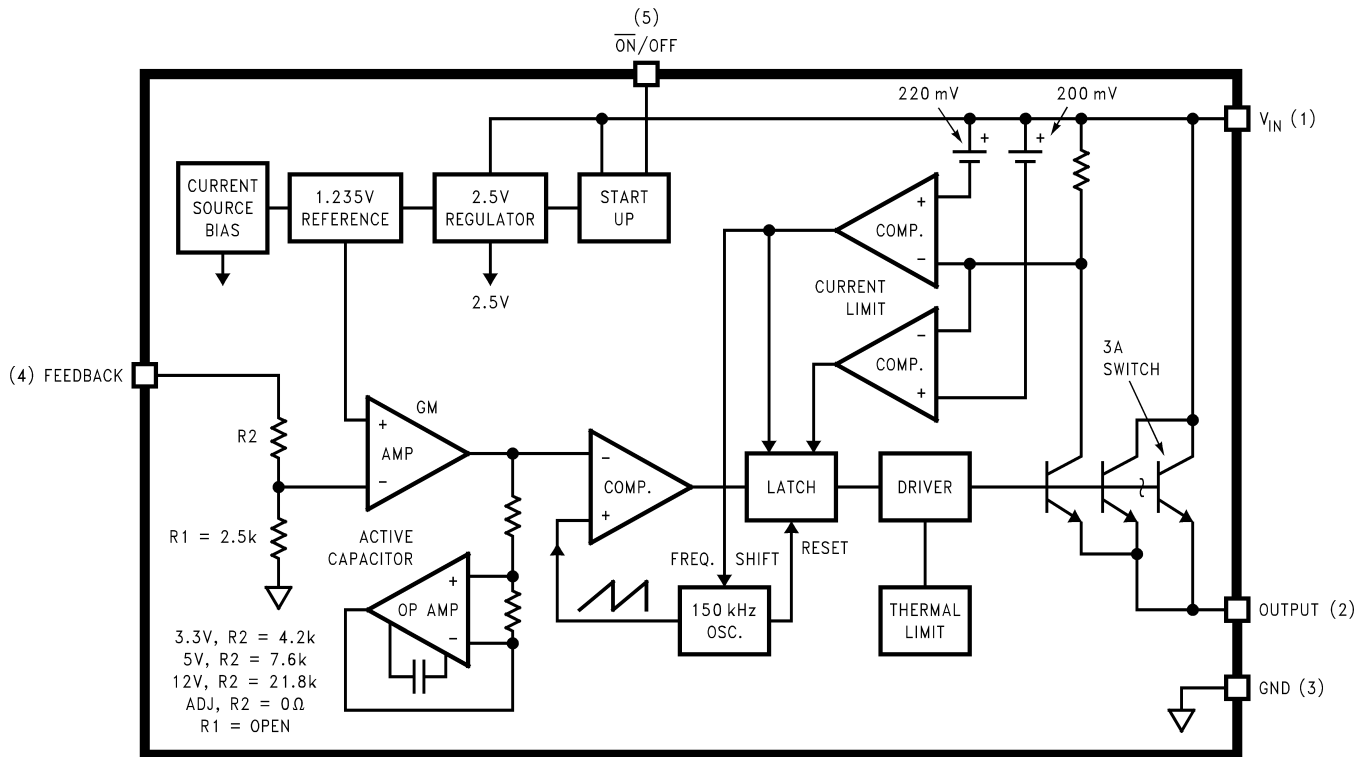 (5)
ON/OFF
220 mV
200 mV
VIN (1)
CURRENT
SOURCE
BIAS
1.235V
REFERENCE
2.5V
REGULATOR
START
UP
2.5V
+
+
+
COMP.
−
CURRENT
LIMIT
−
COMP.
+
3A
SWITCH
(4) FEEDBACK
R2
R1 = 2.5k
GM
+
AMP
−
−
COMP.
+
LATCH
DRIVER
ACTIVE
CAPACITOR
+
OP AMP
−
FREQ. SHIFT
RESET
150 kHz
OSC.
THERMAL
LIMIT
OUTPUT (2)
GND (3)
3.3V, R2 = 4.2k
5V, R2 = 7.6k
12V, R2 = 21.8k
ADJ, R2 = 0Ω
R1 = OPEN